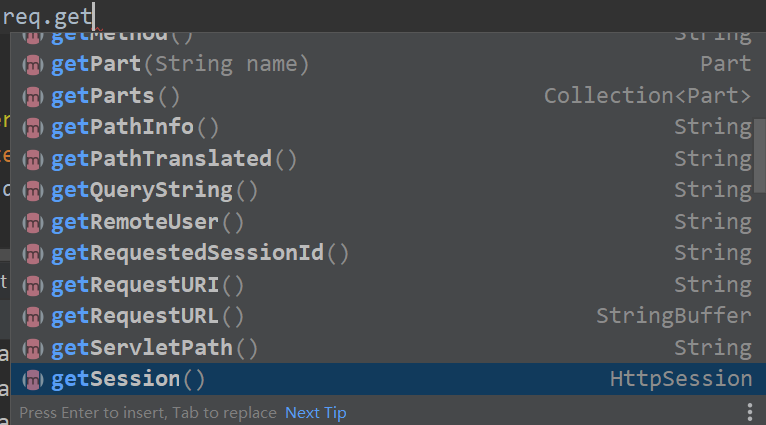 req.get
getMethod() String
getPart(String name) Part
getParts() Collection<Part>
getPathInfo() String
getPathTranslated() String
getQueryString() String
getRemoteUser() String
getRequestedSessionId() String
getRequestURI() String
getRequestURL() StringBuffer
getServletPath() String
getSession() HttpSession
Press Enter to insert, Tab to replace Next Tip